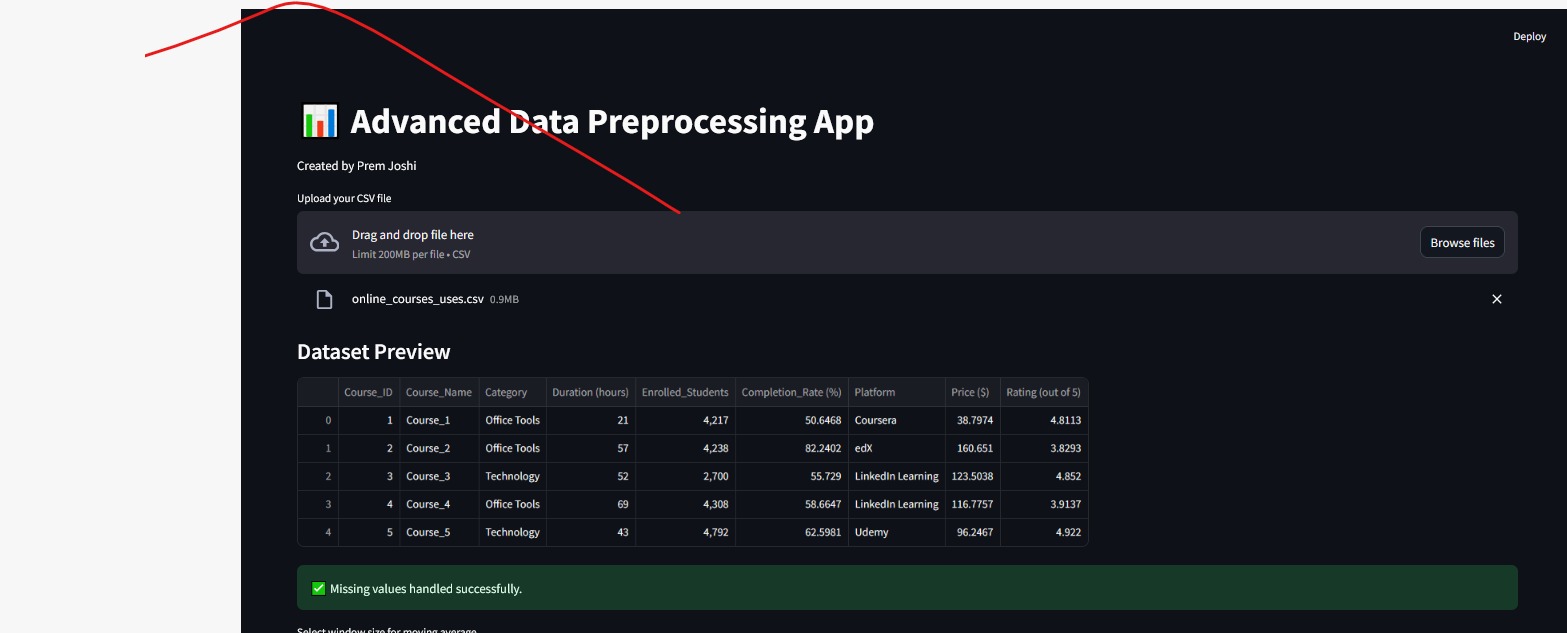 Deploy
Advanced Data Preprocessing App
Created by Prem Joshi
Upload your CSV file
Drag and drop file here
Limit 200MB per file • CSV
Browse files
online_courses_uses.csv 0.9MB
Dataset Preview
Course_ID Course_Name Category Duration (hours) Enrolled_Students Completion_Rate (%) Platform Price ($) Rating (out of 5)
0 1 Course_1 Office Tools 21 4,217 50.6468 Coursera 38.7974 4.8113
1 2 Course_2 Office Tools 57 4,238 82.2402 edX 160.651 3.8293
2 3 Course_3 Technology 52 2,700 55.729 LinkedIn Learning 123.5038 4.852
3 4 Course_4 Office Tools 69 4,308 58.6647 LinkedIn Learning 116.7757 3.9137
4 5 Course_5 Technology 43 4,792 62.5981 Udemy 96.2467 4.922
Missing values handled successfully.
Select window size for moving average